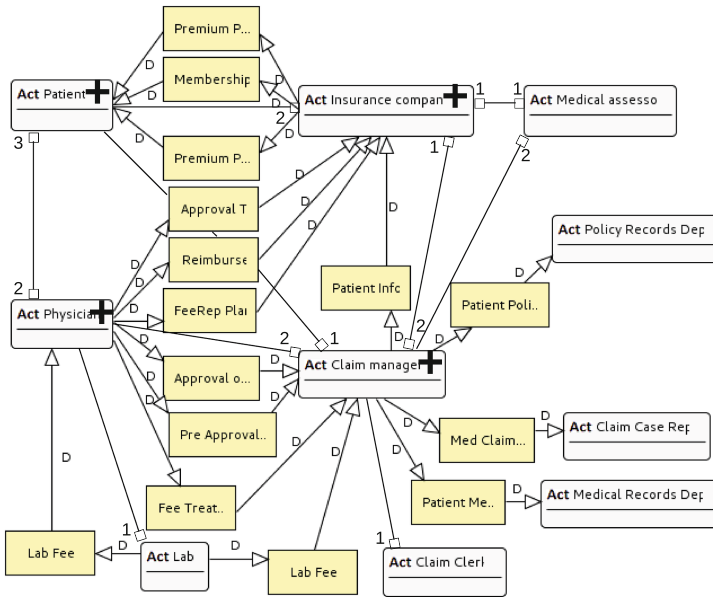 Premium P...
D
Membership
D
D
D
Act Patient
Act Insurance compan
1
1
Act Medical assesso
2
D
D
3
1
2
Premium P...
D
Approval T
D
D
Act Policy Records Dep
D
Reimburse
D
D
D
D
Patient Info
Patient Poli..
2
Act Physician
D
FeeRep Plan
2
1
2
D
D
D
Approval o...
D
Act Claim manager
D
D
Pre Approval..
D
D
Med Claim...
D
Act Claim Case Rep
D
D
D
D
D
Fee Treat..
Patient Me..
D
Act Medical Records Dep
1
1
Lab Fee
D
Act Lab
D
Lab Fee
Act Claim Clerk